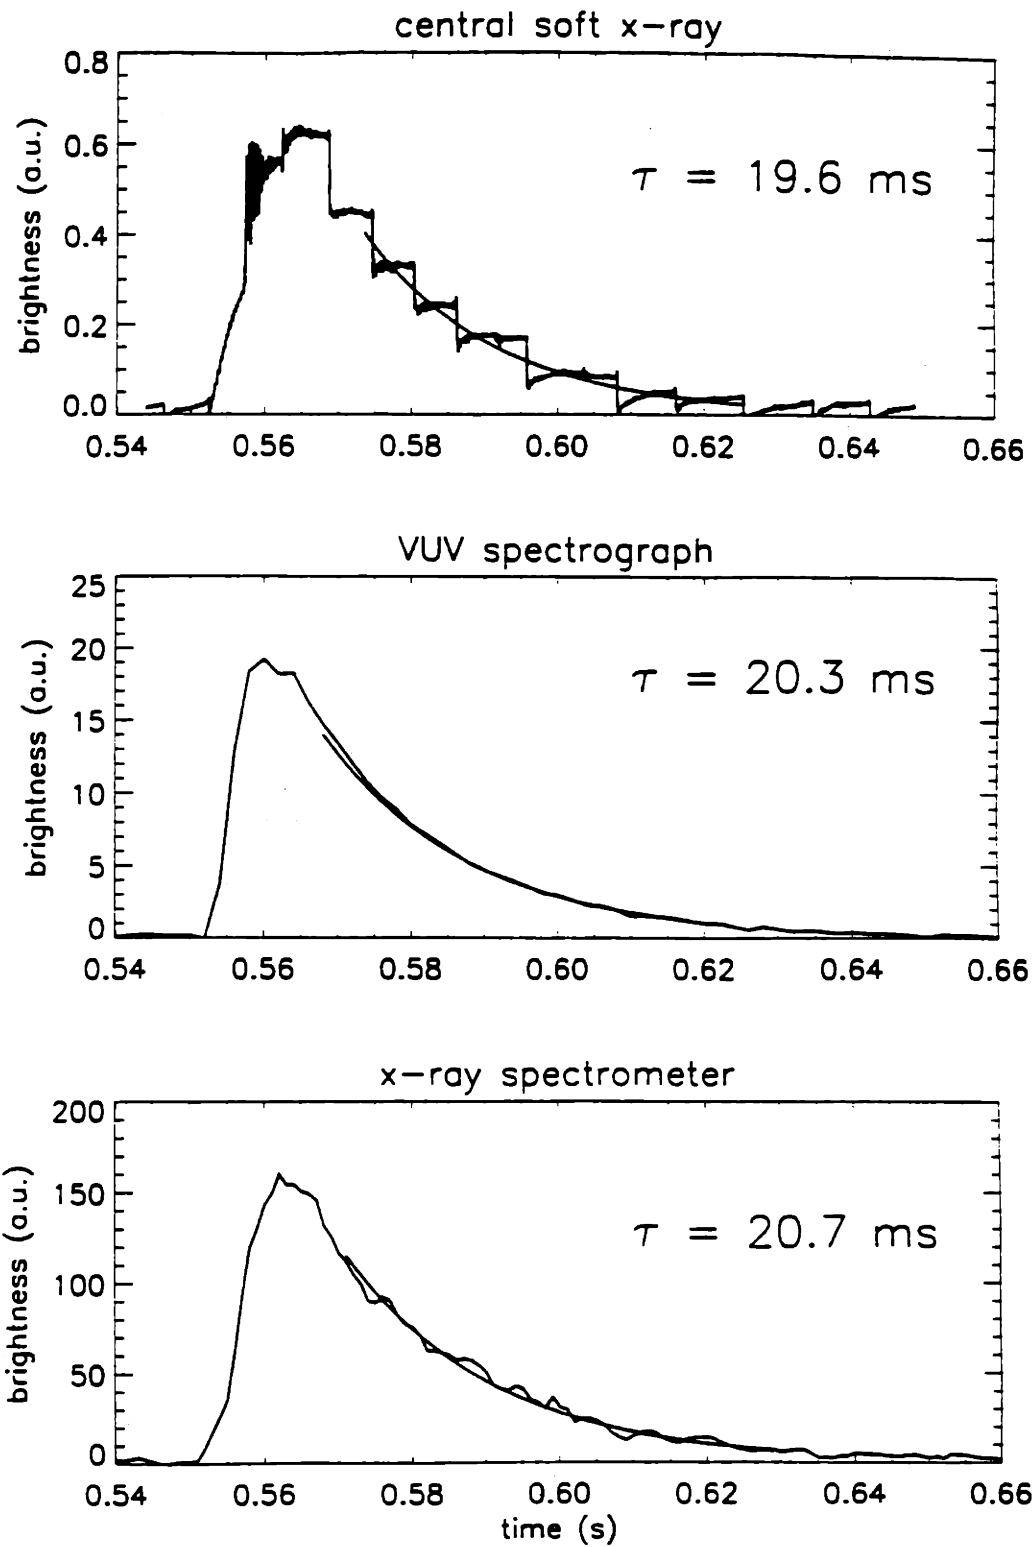 central soft x-ray
0.8
0.6
0.4
0.2
0.0
brightness (a.u.)
τ = 19.6 ms
0.54 0.56 0.58 0.60 0.62 0.64 0.66
VUV spectrograph
25
20
15
10
5
0
brightness (a.u.)
τ = 20.3 ms
0.54 0.56 0.58 0.60 0.62 0.64 0.66
x-ray spectrometer
200
150
100
50
0
brightness (a.u.)
τ = 20.7 ms
0.54 0.56 0.58 0.60 0.62 0.64 0.66
time (s)